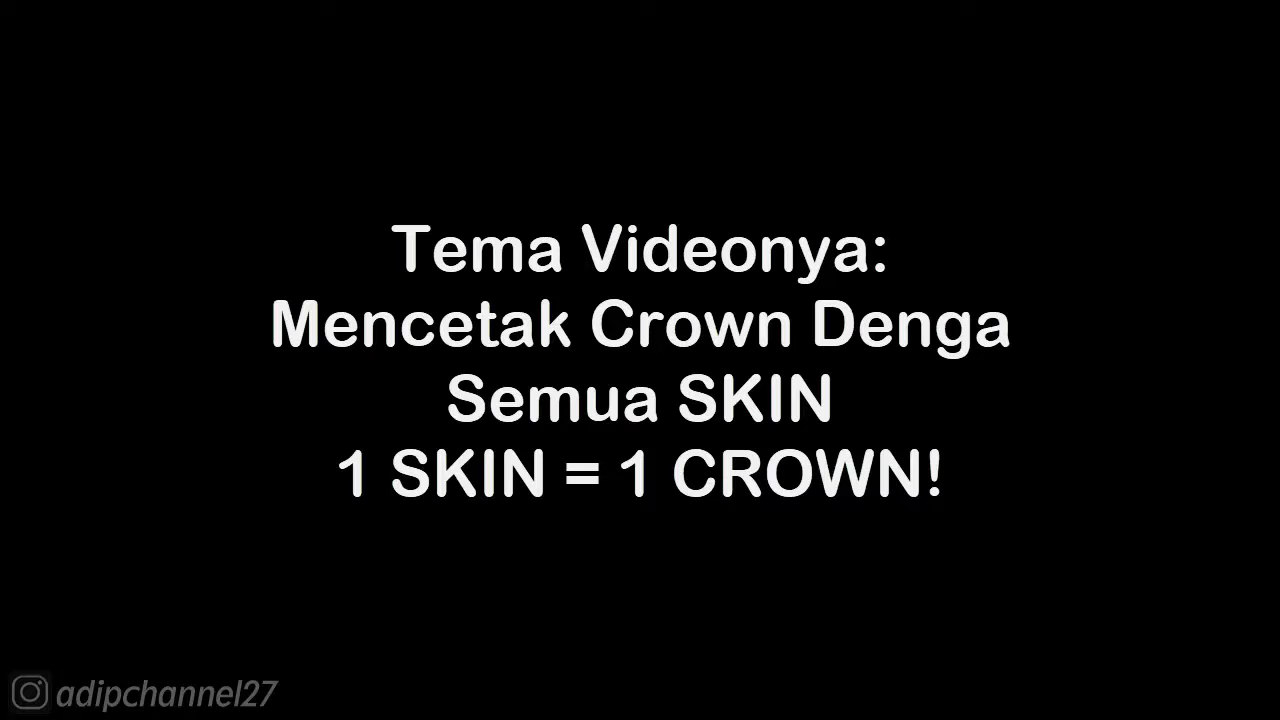 Tema Videonya:
Mencetak Crown Denga
Semua SKIN
1 SKIN = 1 CROWN!
adipchannel27